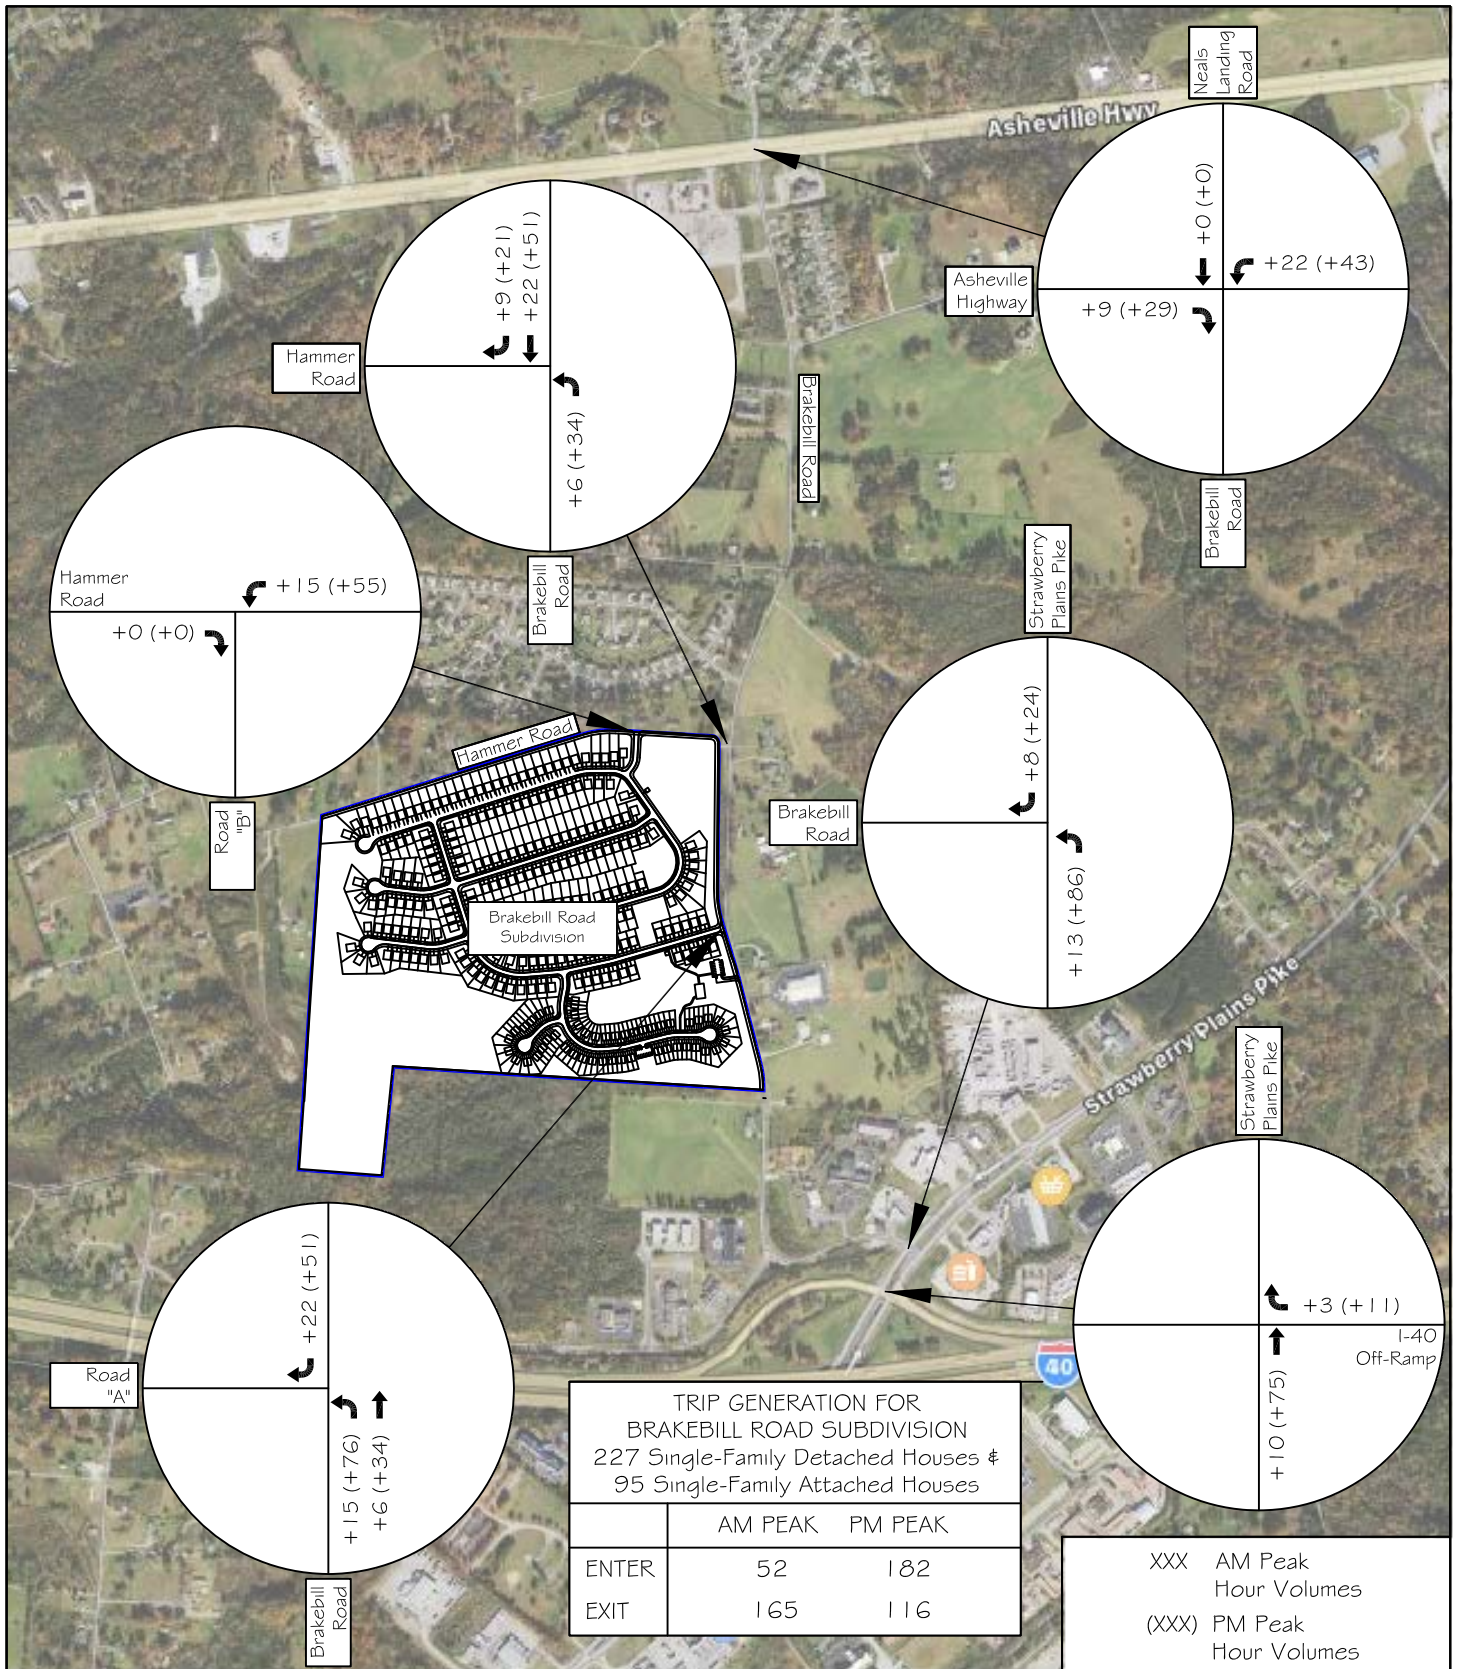 Neals
Landing
Road
Asheville Hwy
+0 (+0)
+22 (+43)
Asheville
Highway
+9 (+29)
Brakebill
Road
+9 (+21)
+22 (+51)
Hammer
Road
+6 (+34)
Brakebill
Road
Brakebill Road
Hammer
Road
+15 (+55)
+0 (+0)
Road
"B"
Strawberry
Plains Pike
+8 (+24)
Brakebill
Road
+13 (+86)
Hammer Road
Brakebill Road
Subdivision
Strawberry Plains Pike
Strawberry
Plains Pike
+3 (+11)
I-40
Off-Ramp
+10 (+75)
40
+22 (+51)
Road
"A"
+15 (+76)
+6 (+34)
Brakebill
Road
TRIP GENERATION FOR
BRAKEBILL ROAD SUBDIVISION
227 Single-Family Detached Houses &
95 Single-Family Attached Houses
AM PEAK PM PEAK
ENTER 52 182
EXIT 165 116
XXX AM Peak
Hour Volumes
(XXX) PM Peak
Hour Volumes